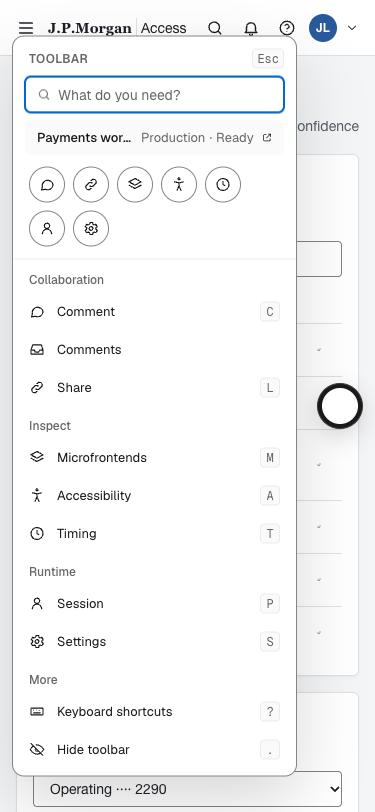 J.P.Morgan Access JL
TOOLBAR Esc
What do you need?
onfidence
Payments wor… Production · Ready
Collaboration
Comment C
Comments
Share L
Inspect
Microfrontends M
Accessibility A
Timing T
Runtime
Session P
Settings S
More
Keyboard shortcuts ?
Hide toolbar .
Operating ···· 2290